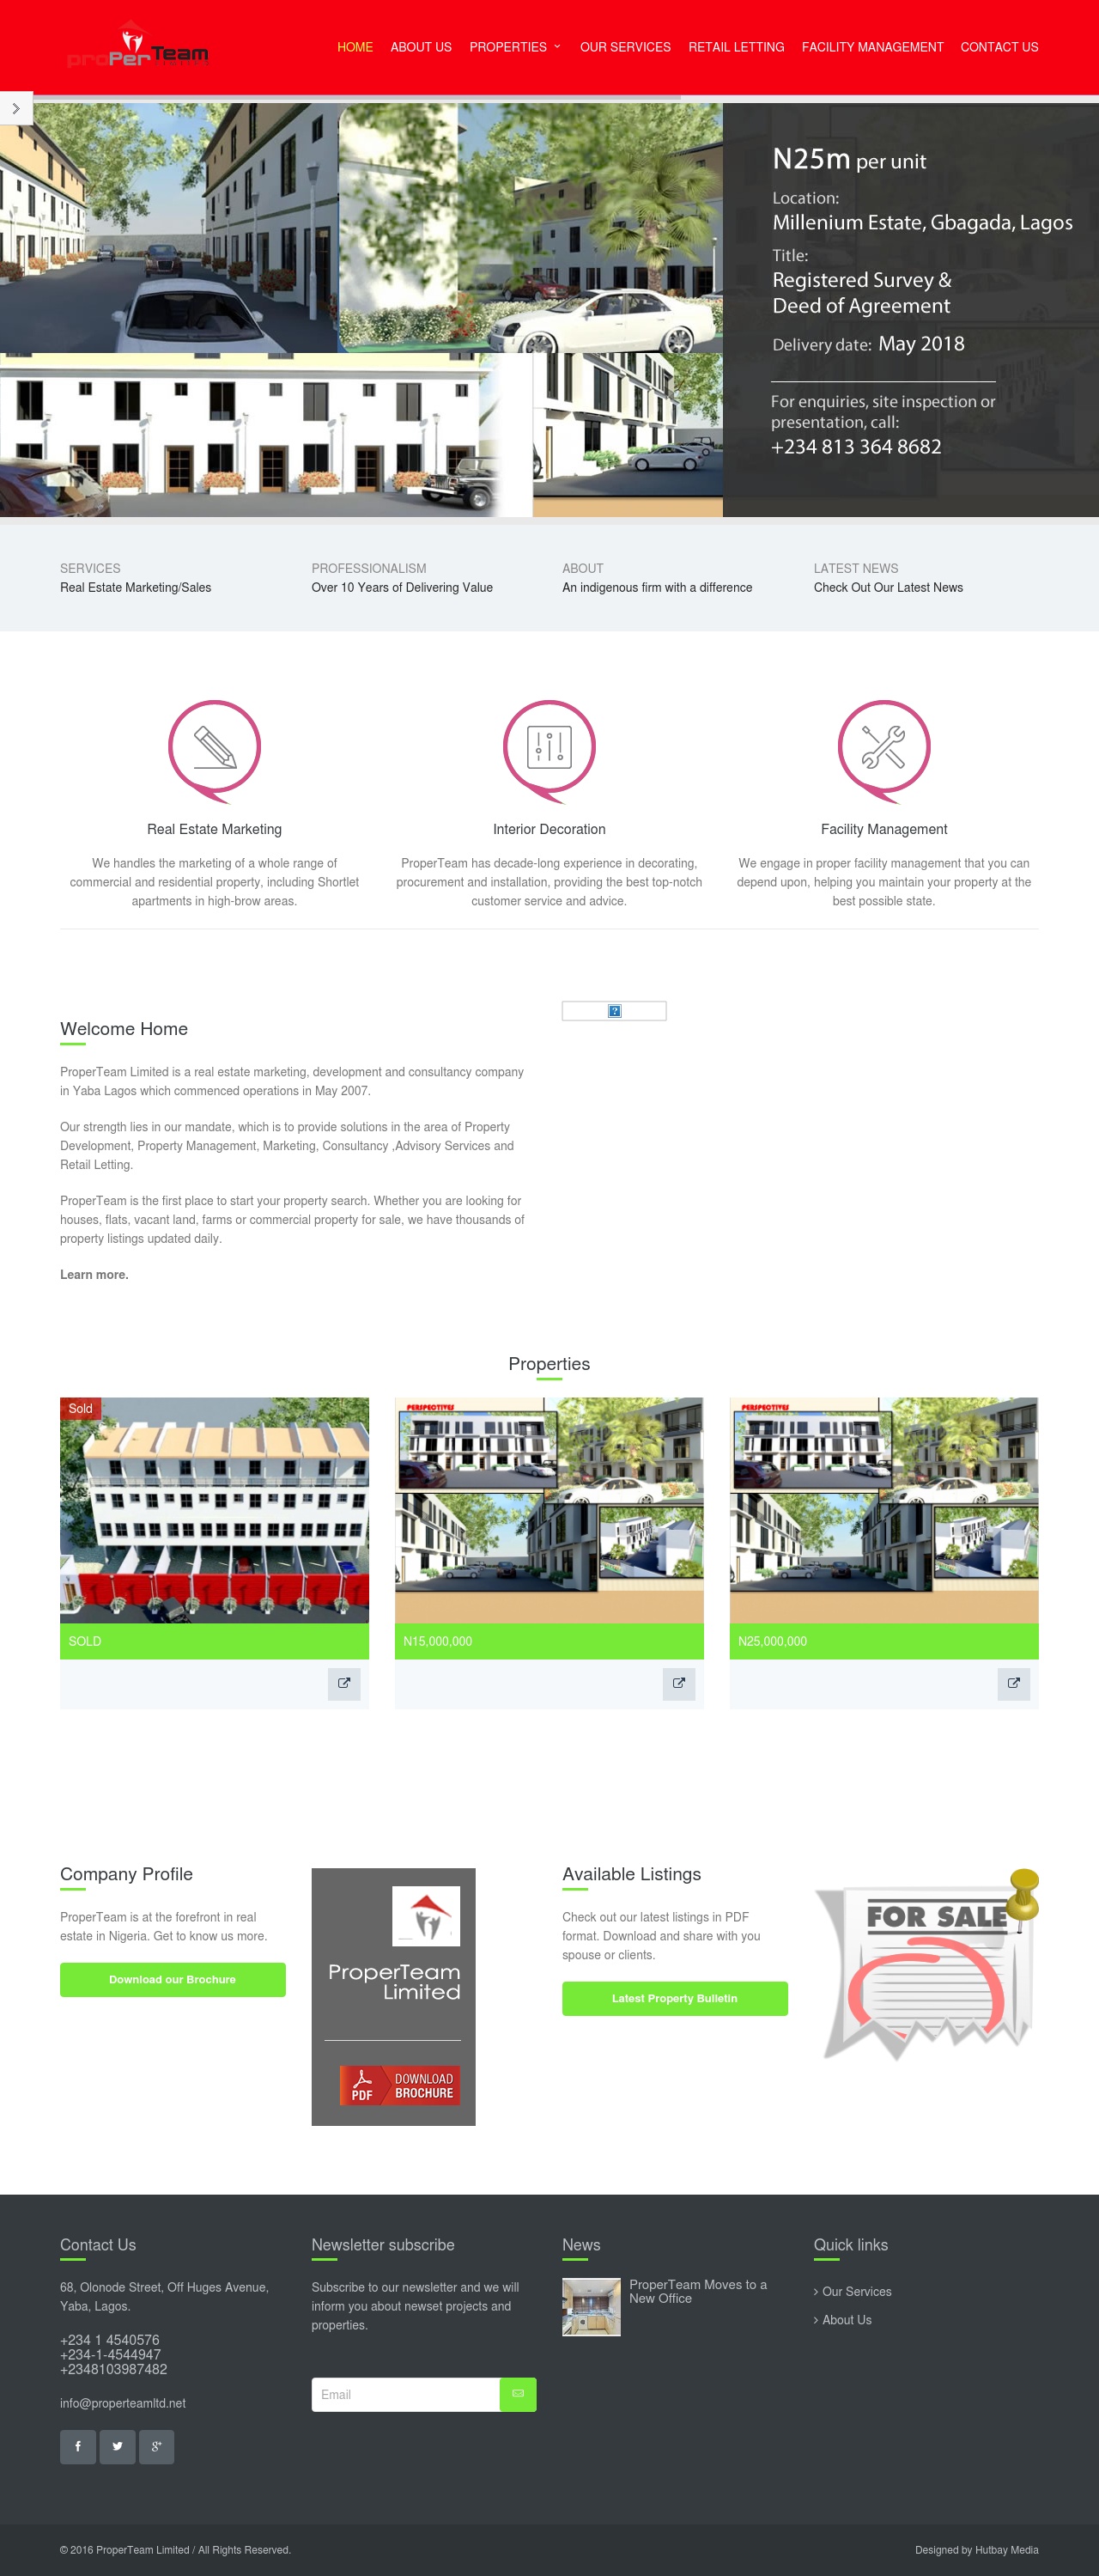 proPerTeam
HOME ABOUT US PROPERTIES OUR SERVICES RETAIL LETTING FACILITY MANAGEMENT CONTACT US
N25m per unit
Location:
Millenium Estate, Gbagada, Lagos
Title:
Registered Survey &
Deed of Agreement
Delivery date: May 2018
For enquiries, site inspection or
presentation, call:
+234 813 364 8682
SERVICES
Real Estate Marketing/Sales
PROFESSIONALISM
Over 10 Years of Delivering Value
ABOUT
An indigenous firm with a difference
LATEST NEWS
Check Out Our Latest News
Real Estate Marketing
We handles the marketing of a whole range of
commercial and residential property, including Shortlet
apartments in high-brow areas.
Interior Decoration
ProperTeam has decade-long experience in decorating,
procurement and installation, providing the best top-notch
customer service and advice.
Facility Management
We engage in proper facility management that you can
depend upon, helping you maintain your property at the
best possible state.
Welcome Home
ProperTeam Limited is a real estate marketing, development and consultancy company
in Yaba Lagos which commenced operations in May 2007.
Our strength lies in our mandate, which is to provide solutions in the area of Property
Development, Property Management, Marketing, Consultancy ,Advisory Services and
Retail Letting.
ProperTeam is the first place to start your property search. Whether you are looking for
houses, flats, vacant land, farms or commercial property for sale, we have thousands of
property listings updated daily.
Learn more.
Properties
Sold
SOLD
PERSPECTIVES
N15,000,000
PERSPECTIVES
N25,000,000
Company Profile
ProperTeam is at the forefront in real
estate in Nigeria. Get to know us more.
Download our Brochure
ProperTeam
Limited
PDF
DOWNLOAD
BROCHURE
Available Listings
Check out our latest listings in PDF
format. Download and share with you
spouse or clients.
Latest Property Bulletin
FOR SALE
Contact Us
68, Olonode Street, Off Huges Avenue,
Yaba, Lagos.
+234 1 4540576
+234-1-4544947
+2348103987482
info@properteamltd.net
Newsletter subscribe
Subscribe to our newsletter and we will
inform you about newset projects and
properties.
Email
News
ProperTeam Moves to a
New Office
Quick links
Our Services
About Us
© 2016 ProperTeam Limited / All Rights Reserved.
Designed by Hutbay Media